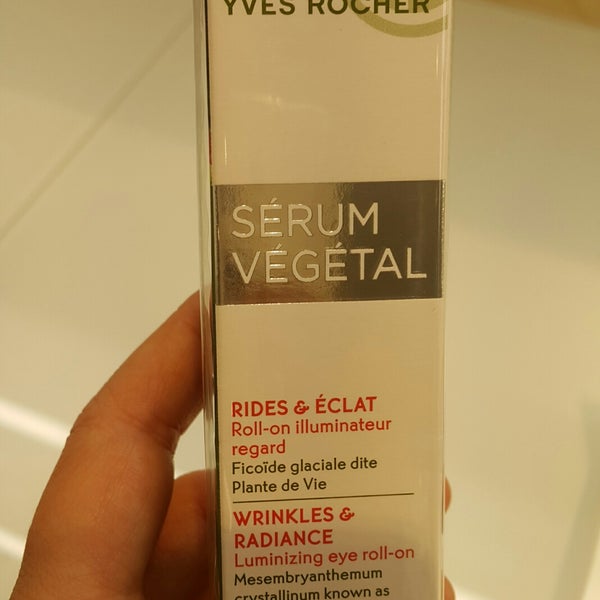 YVES ROCHER
SÉRUM
VÉGÉTAL
RIDES & ÉCLAT
Roll-on illuminateur
regard
Ficoïde glaciale dite
Plante de Vie
WRINKLES &
RADIANCE
Luminizing eye roll-on
Mesembryanthemum
crystallinum known as